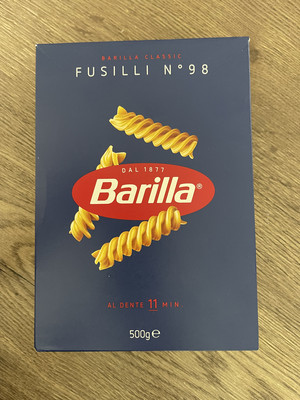 BARILLA CLASSIC
FUSILLI N°98
DAL 1877
Barilla®
AL DENTE 11 MIN
500g℮